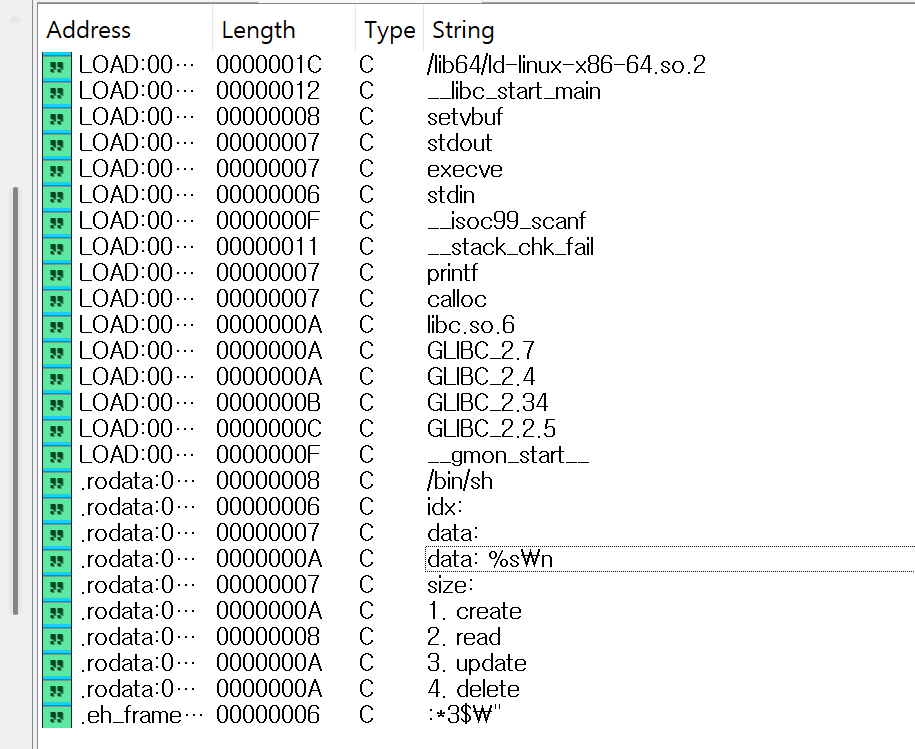 Address Length Type String
LOAD:00… 0000001C C /lib64/ld-linux-x86-64.so.2
LOAD:00… 00000012 C __libc_start_main
LOAD:00… 00000008 C setvbuf
LOAD:00… 00000007 C stdout
LOAD:00… 00000007 C execve
LOAD:00… 00000006 C stdin
LOAD:00… 0000000F C __isoc99_scanf
LOAD:00… 00000011 C __stack_chk_fail
LOAD:00… 00000007 C printf
LOAD:00… 00000007 C calloc
LOAD:00… 0000000A C libc.so.6
LOAD:00… 0000000A C GLIBC_2.7
LOAD:00… 0000000A C GLIBC_2.4
LOAD:00… 0000000B C GLIBC_2.34
LOAD:00… 0000000C C GLIBC_2.2.5
LOAD:00… 0000000F C __gmon_start__
.rodata:0… 00000008 C /bin/sh
.rodata:0… 00000006 C idx:
.rodata:0… 00000007 C data:
.rodata:0… 0000000A C data: %s₩n
.rodata:0… 00000007 C size:
.rodata:0… 0000000A C 1. create
.rodata:0… 00000008 C 2. read
.rodata:0… 0000000A C 3. update
.rodata:0… 0000000A C 4. delete
.eh_frame… 00000006 C :*3$₩"